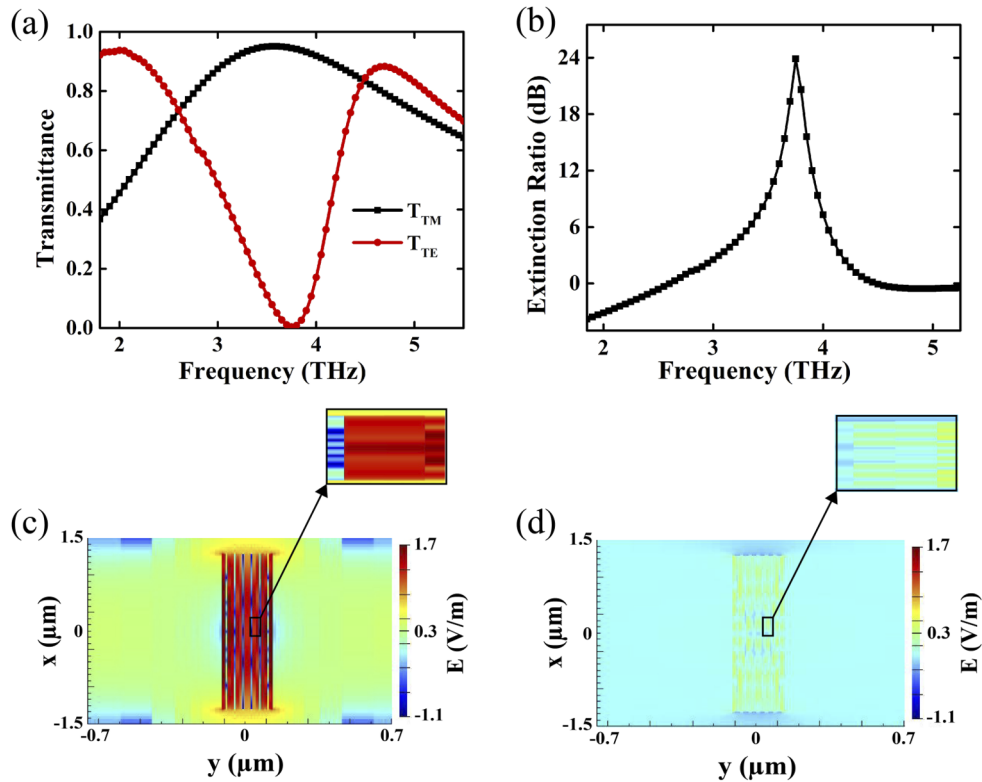 (a)
1.0
0.8
0.6
0.4
0.2
0.0
Transmittance
T_TM
T_TE
2 3 4 5
Frequency (THz)
(b)
24
18
12
6
0
Extinction Ratio (dB)
2 3 4 5
Frequency (THz)
(c)
1.5
0
-1.5
x (μm)
-0.7 0 0.7
y (μm)
1.7
0.3
-1.1
E (V/m)
(d)
1.5
0
-1.5
x (μm)
-0.7 0 0.7
y (μm)
1.7
0.3
-1.1
E (V/m)